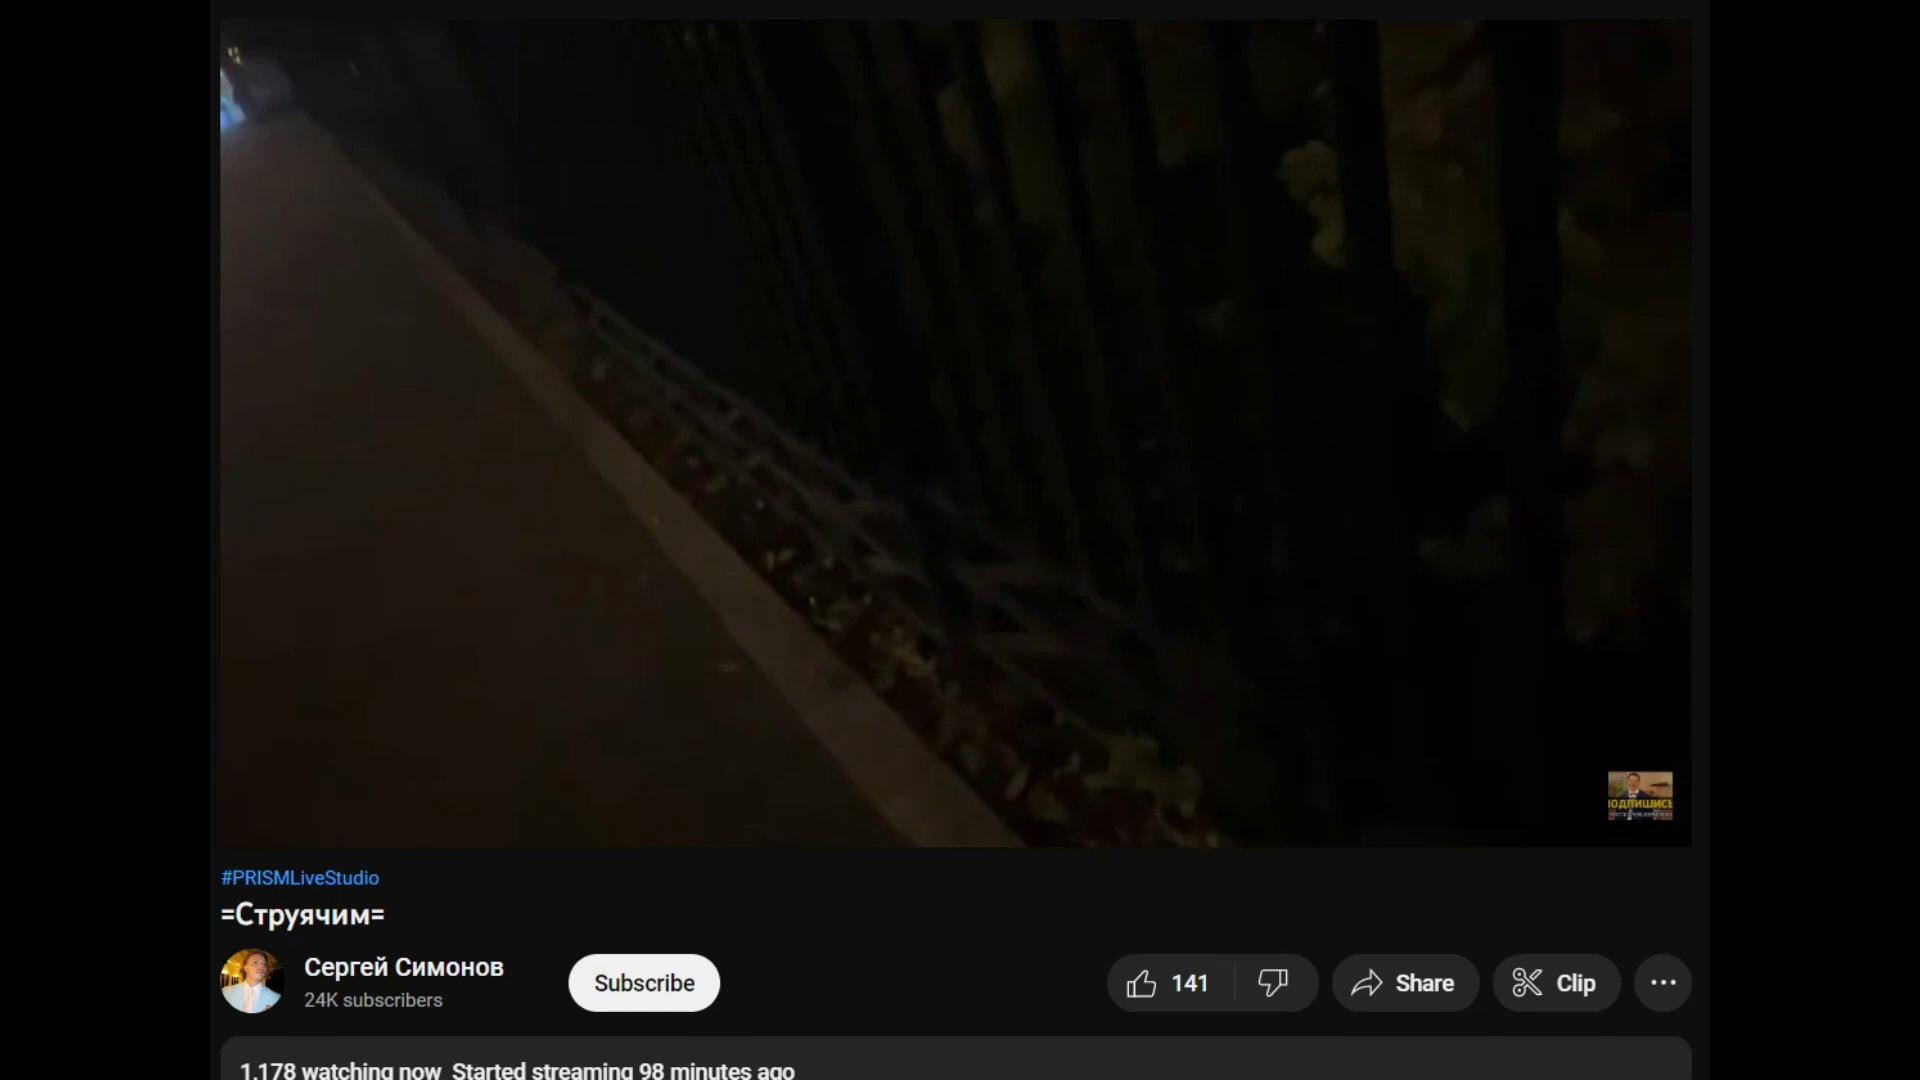 ПОДПИШИСЬ
#PRISMLiveStudio
=Струячим=
Сергей Симонов
24K subscribers
Subscribe
141
Share
Clip
1,178 watching now Started streaming 98 minutes ago